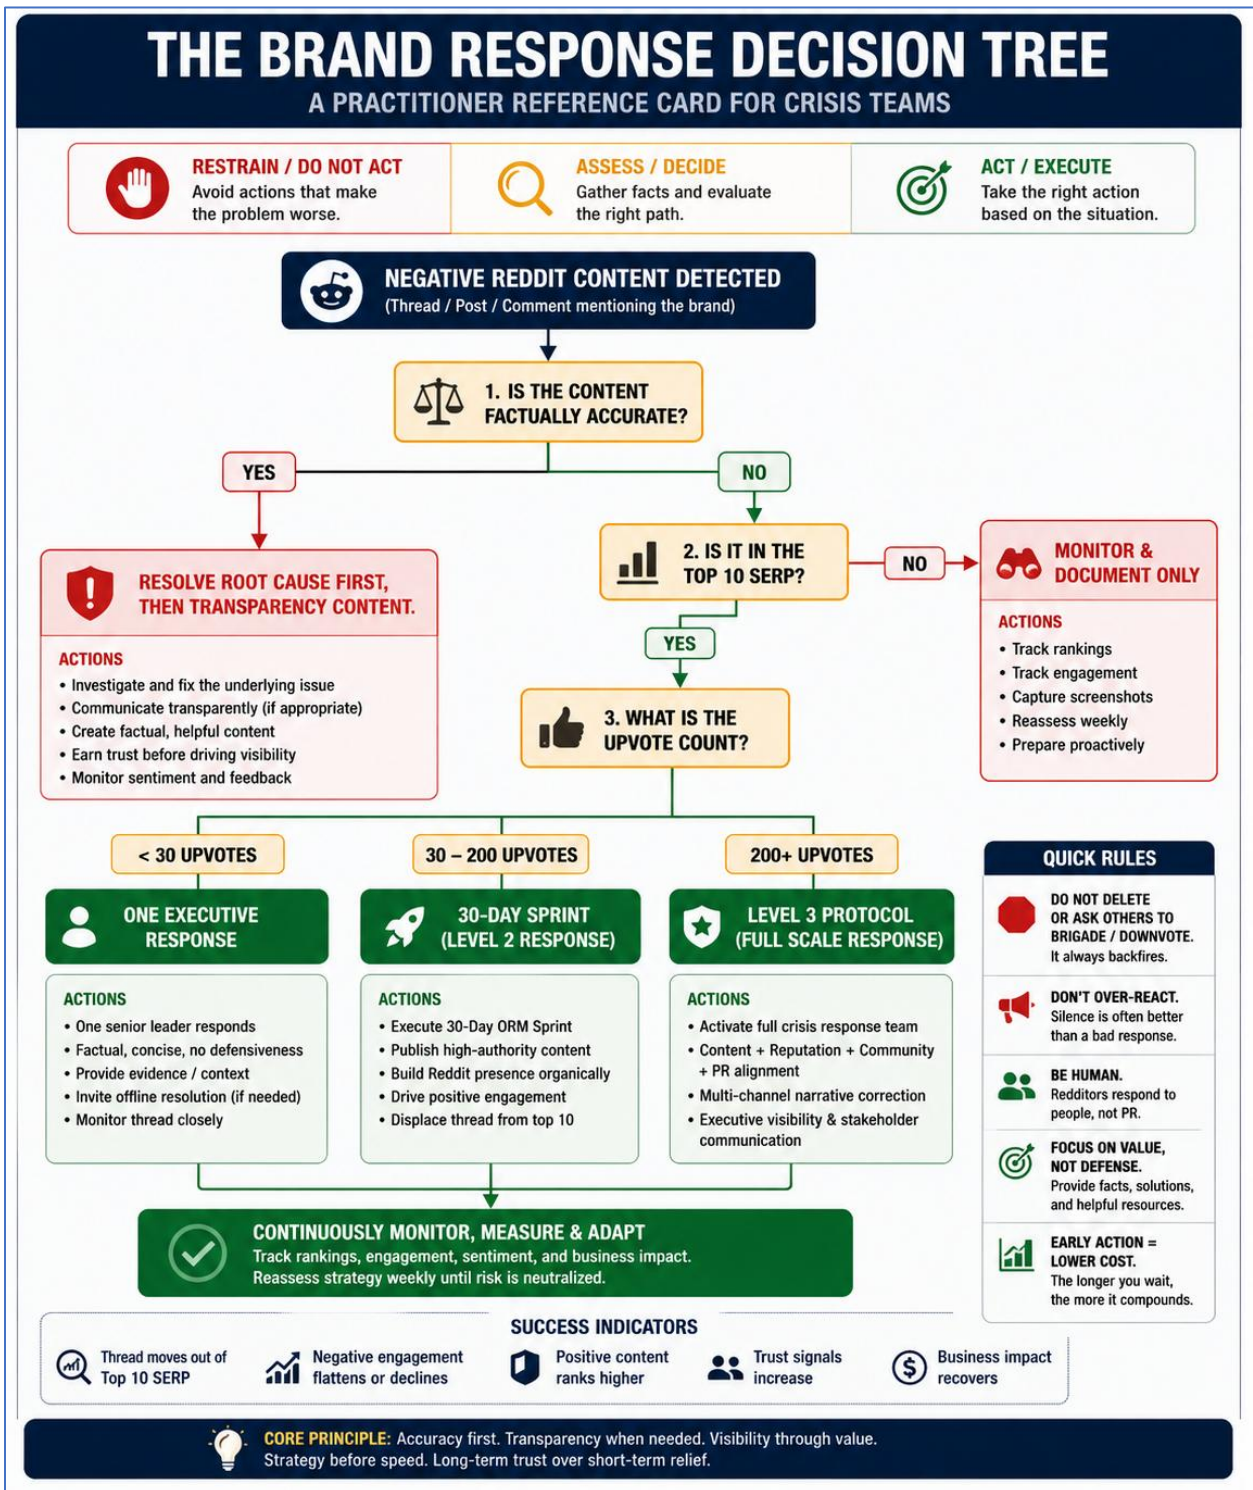 THE BRAND RESPONSE DECISION TREE
A PRACTITIONER REFERENCE CARD FOR CRISIS TEAMS
RESTRAIN / DO NOT ACT
Avoid actions that make
the problem worse.
ASSESS / DECIDE
Gather facts and evaluate
the right path.
ACT / EXECUTE
Take the right action
based on the situation.
NEGATIVE REDDIT CONTENT DETECTED
(Thread / Post / Comment mentioning the brand)
1. IS THE CONTENT
FACTUALLY ACCURATE?
YES
NO
RESOLVE ROOT CAUSE FIRST,
THEN TRANSPARENCY CONTENT.
ACTIONS
• Investigate and fix the underlying issue
• Communicate transparently (if appropriate)
• Create factual, helpful content
• Earn trust before driving visibility
• Monitor sentiment and feedback
2. IS IT IN THE
TOP 10 SERP?
NO
MONITOR &
DOCUMENT ONLY
ACTIONS
• Track rankings
• Track engagement
• Capture screenshots
• Reassess weekly
• Prepare proactively
YES
3. WHAT IS THE
UPVOTE COUNT?
< 30 UPVOTES
30 – 200 UPVOTES
200+ UPVOTES
ONE EXECUTIVE
RESPONSE
ACTIONS
• One senior leader responds
• Factual, concise, no defensiveness
• Provide evidence / context
• Invite offline resolution (if needed)
• Monitor thread closely
30-DAY SPRINT
(LEVEL 2 RESPONSE)
ACTIONS
• Execute 30-Day ORM Sprint
• Publish high-authority content
• Build Reddit presence organically
• Drive positive engagement
• Displace thread from top 10
LEVEL 3 PROTOCOL
(FULL SCALE RESPONSE)
ACTIONS
• Activate full crisis response team
• Content + Reputation + Community
+ PR alignment
• Multi-channel narrative correction
• Executive visibility & stakeholder
communication
QUICK RULES
DO NOT DELETE
OR ASK OTHERS TO
BRIGADE / DOWNVOTE.
It always backfires.
DON'T OVER-REACT.
Silence is often better
than a bad response.
BE HUMAN.
Redditors respond to
people, not PR.
FOCUS ON VALUE,
NOT DEFENSE.
Provide facts, solutions,
and helpful resources.
EARLY ACTION =
LOWER COST.
The longer you wait,
the more it compounds.
CONTINUOUSLY MONITOR, MEASURE & ADAPT
Track rankings, engagement, sentiment, and business impact.
Reassess strategy weekly until risk is neutralized.
SUCCESS INDICATORS
Thread moves out of
Top 10 SERP
Negative engagement
flattens or declines
Positive content
ranks higher
Trust signals
increase
Business impact
recovers
CORE PRINCIPLE: Accuracy first. Transparency when needed. Visibility through value.
Strategy before speed. Long-term trust over short-term relief.